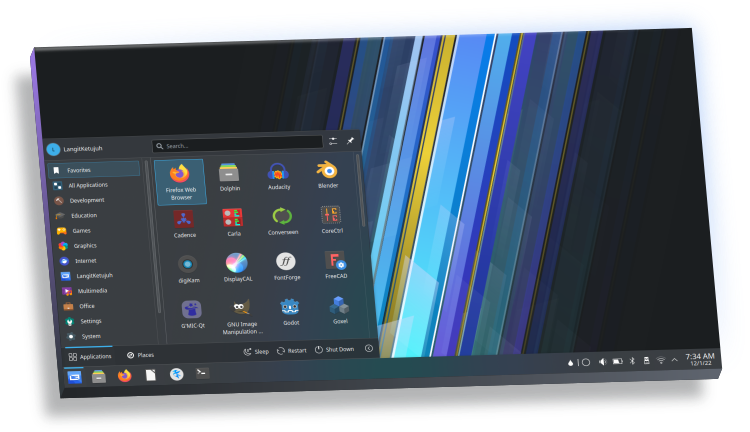 LangitKetujuh
Search...
Favorites
All Applications
Development
Education
Games
Graphics
Internet
LangitKetujuh
Multimedia
Office
Settings
System
Firefox Web
Browser
Dolphin
Audacity
Blender
Cadence
Carla
Converseen
CoreCtrl
digiKam
DisplayCAL
FontForge
FreeCAD
G'MIC-Qt
GNU Image
Manipulation ...
Godot
Goxel
Applications
Places
Sleep
Restart
Shut Down
7:34 AM
12/1/22